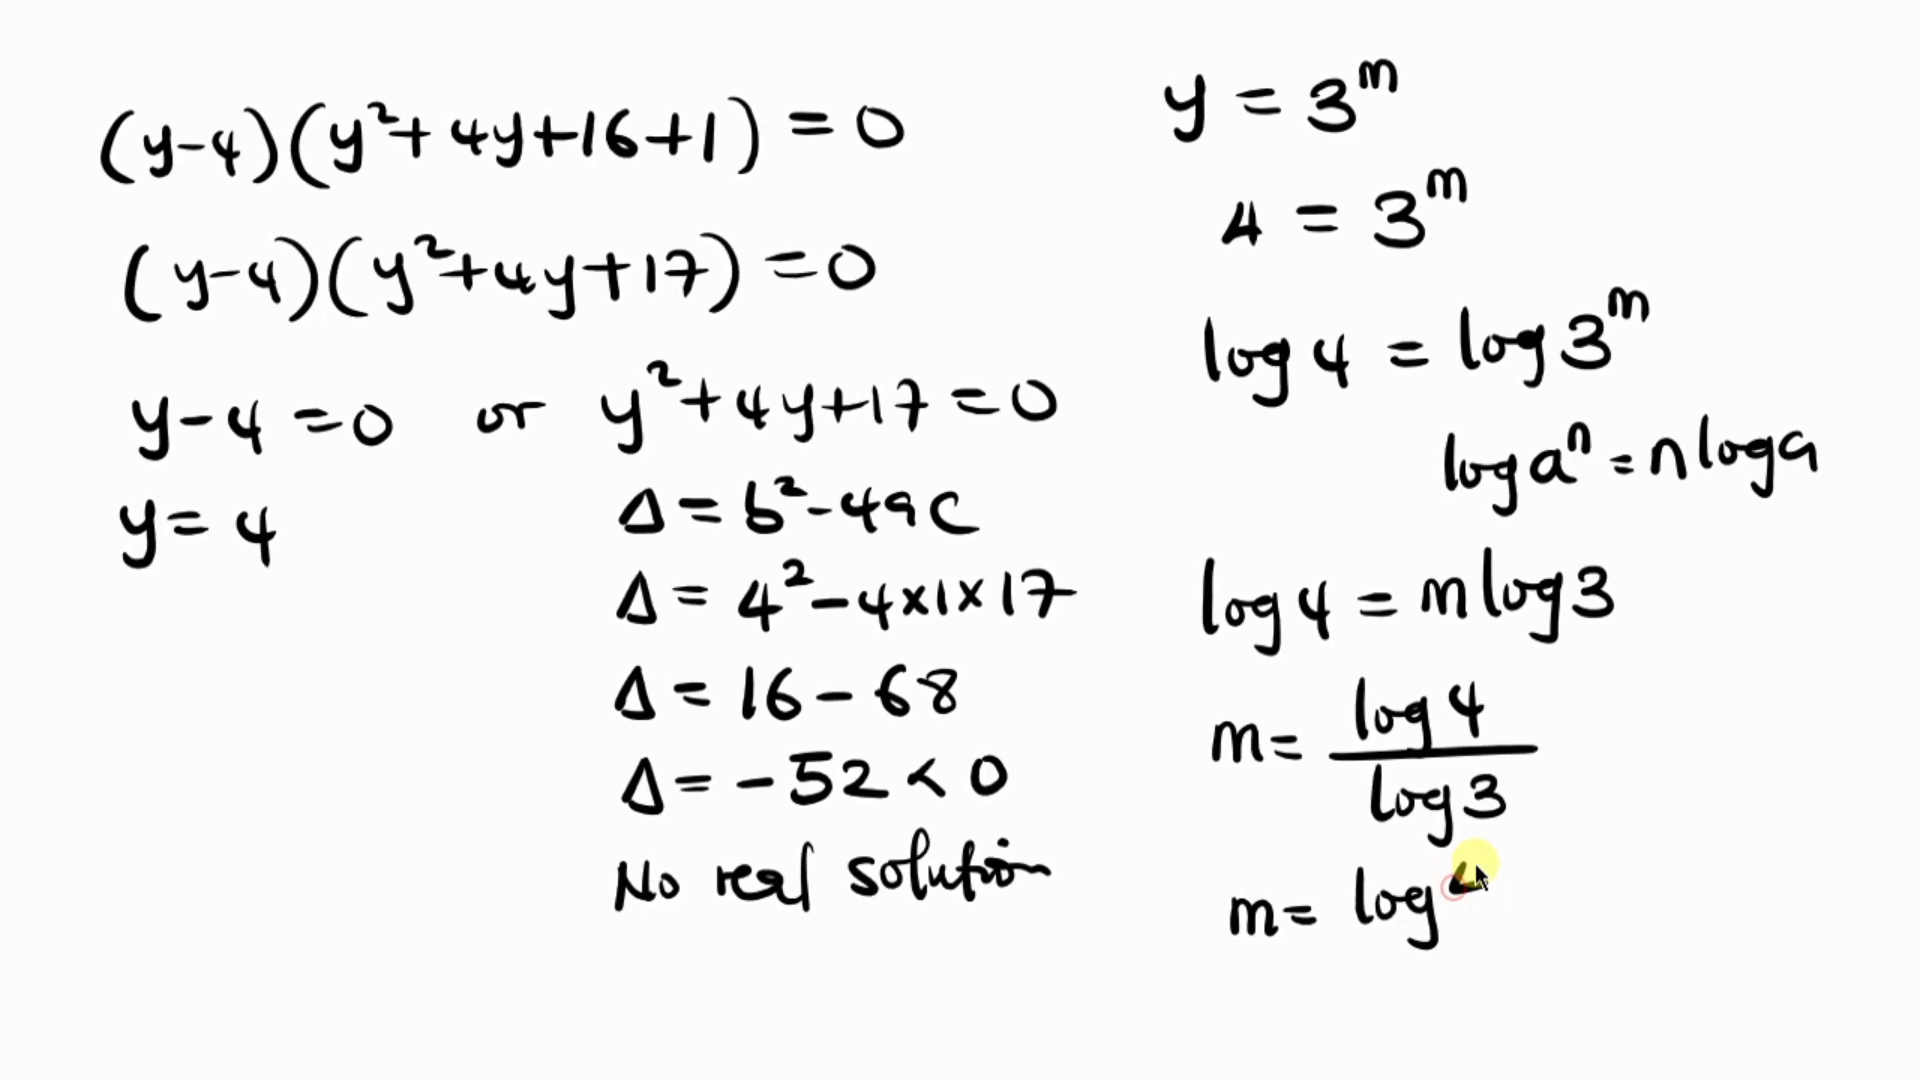 (y-4)(y²+4y+16+1) = 0
(y-4)(y²+4y+17) = 0
y-4 = 0 or y²+4y+17 = 0
y = 4
Δ = b²-4ac
Δ = 4²-4×1×17
Δ = 16-68
Δ = -52 < 0
No real solution
y = 3^m
4 = 3^m
log 4 = log 3^m
log a^n = n log a
log 4 = m log 3
m = log 4 / log 3
m = log